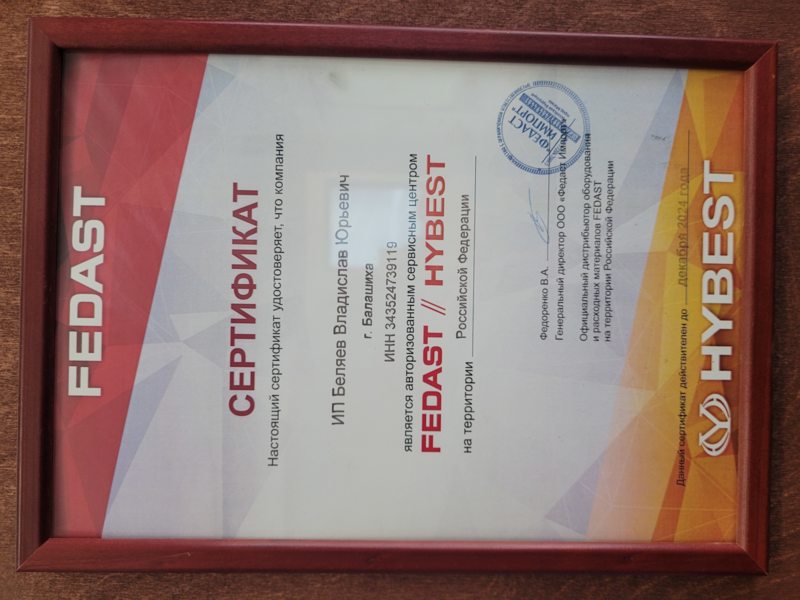 FEDAST
СЕРТИФИКАТ
Настоящий сертификат удостоверяет, что компания
ИП Беляев Владислав Юрьевич
г. Балашиха
ИНН 343524739119
является авторизованным сервисным центром
FEDAST // HYBEST
на территории Российской Федерации
Федоренко В.А.
Генеральный директор ООО «Федаст Импорт»
Официальный дистрибьютор оборудования
и расходных материалов FEDAST
на территории Российской Федерации
"ФЕДАСТ
ИМПОРТ"
Данный сертификат действителен до декабря 2024 года
HYBEST